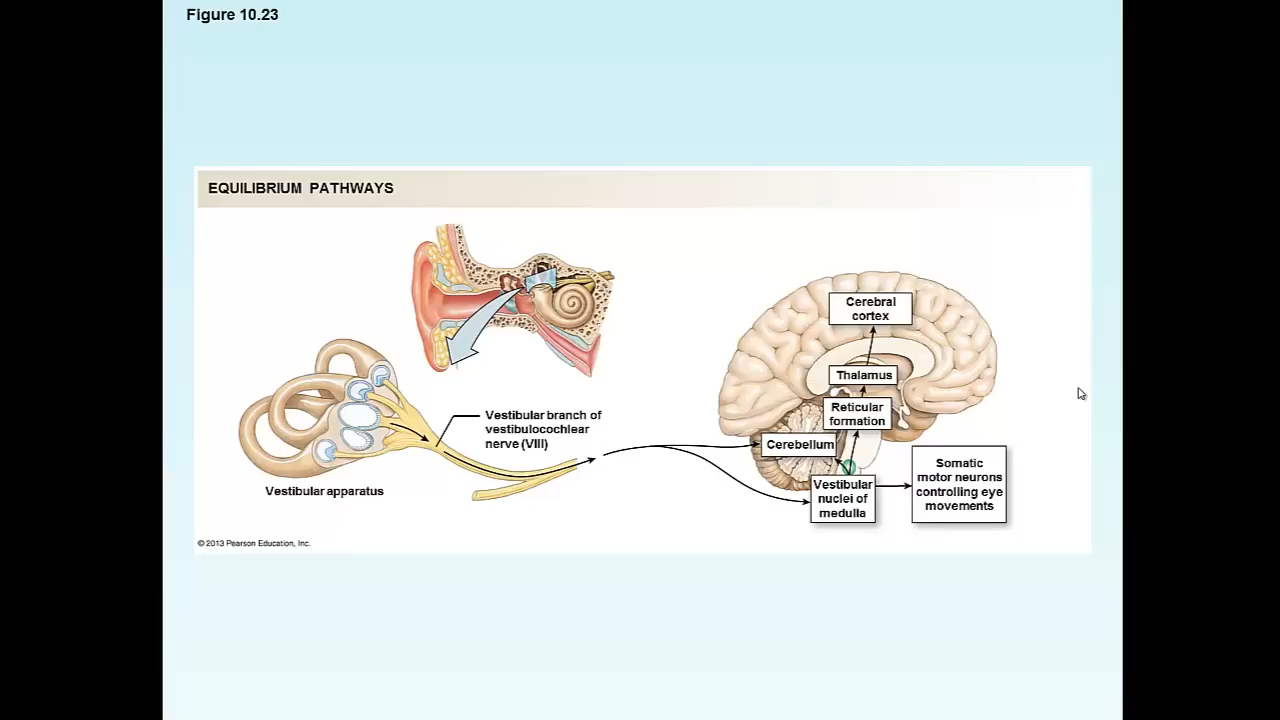 Figure 10.23
EQUILIBRIUM PATHWAYS
Cerebral
cortex
Thalamus
Reticular
formation
Vestibular branch of
vestibulocochlear
nerve (VIII)
Cerebellum
Somatic
motor neurons
controlling eye
movements
Vestibular
nuclei of
medulla
Vestibular apparatus
© 2013 Pearson Education, Inc.